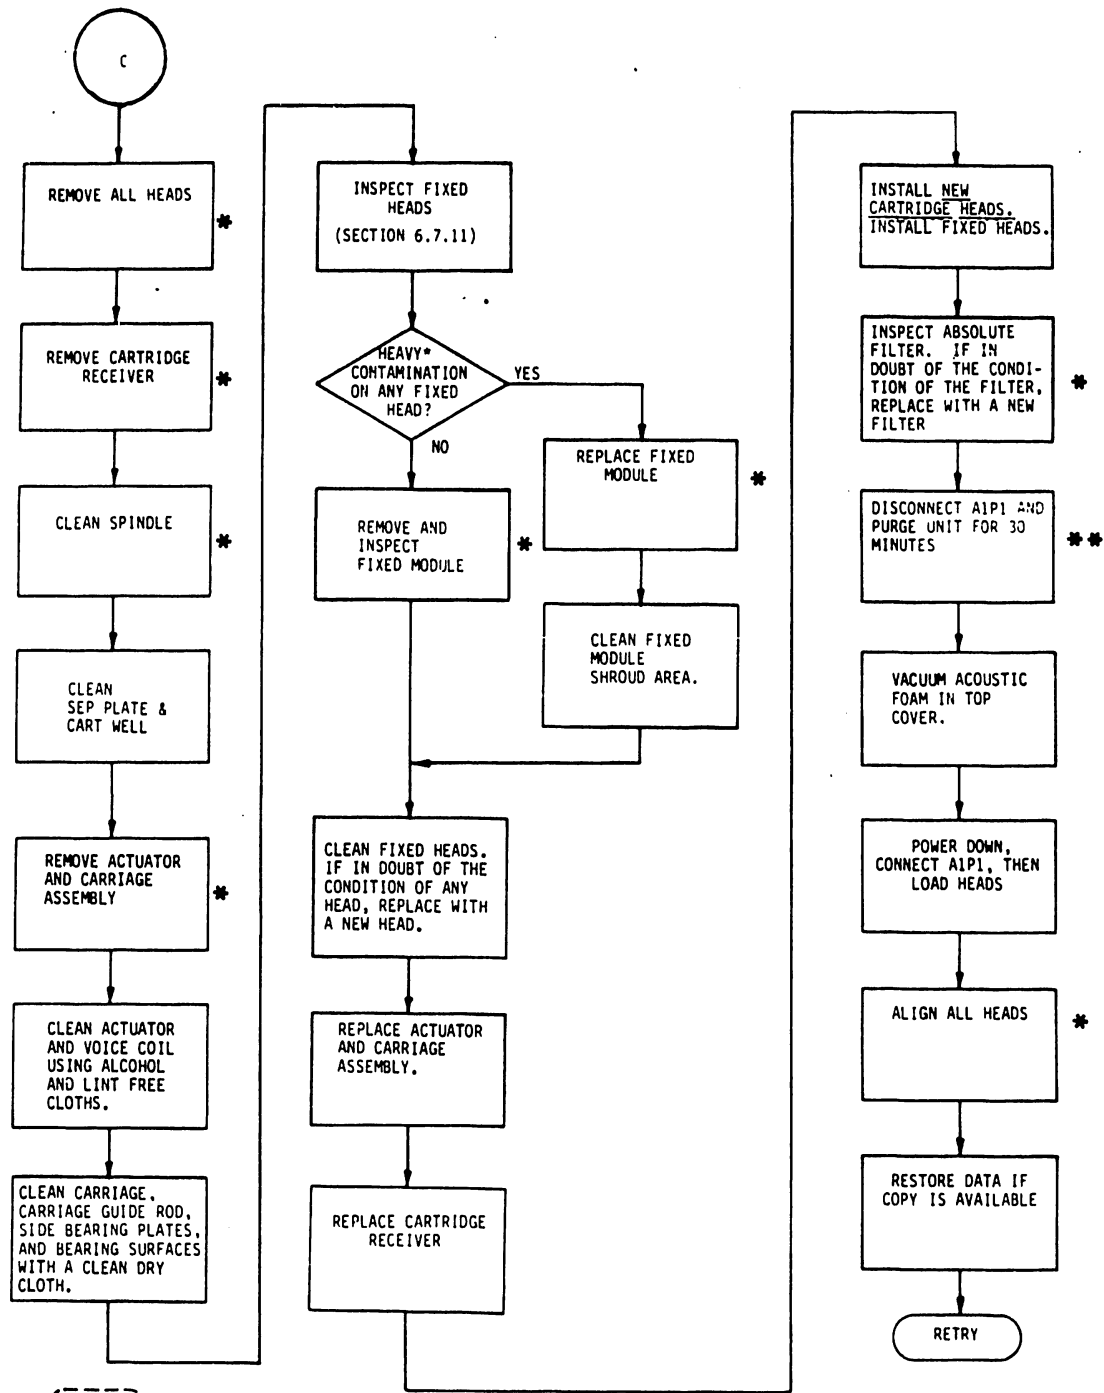 C
REMOVE ALL HEADS
*
REMOVE CARTRIDGE
RECEIVER
*
CLEAN SPINDLE
*
CLEAN
SEP PLATE &
CART WELL
REMOVE ACTUATOR
AND CARRIAGE
ASSEMBLY
*
CLEAN ACTUATOR
AND VOICE COIL
USING ALCOHOL
AND LINT FREE
CLOTHS.
CLEAN CARRIAGE,
CARRIAGE GUIDE ROD,
SIDE BEARING PLATES,
AND BEARING SURFACES
WITH A CLEAN DRY
CLOTH.
INSPECT FIXED
HEADS
(SECTION 6.7.11)
HEAVY*
CONTAMINATION
ON ANY FIXED
HEAD?
YES
NO
REPLACE FIXED
MODULE
*
REMOVE AND
INSPECT
FIXED MODULE
*
CLEAN FIXED
MODULE
SHROUD AREA.
CLEAN FIXED HEADS.
IF IN DOUBT OF THE
CONDITION OF ANY
HEAD, REPLACE WITH
A NEW HEAD.
REPLACE ACTUATOR
AND CARRIAGE
ASSEMBLY.
REPLACE CARTRIDGE
RECEIVER
INSTALL NEW
CARTRIDGE HEADS.
INSTALL FIXED HEADS.
INSPECT ABSOLUTE
FILTER. IF IN
DOUBT OF THE CONDI-
TION OF THE FILTER,
REPLACE WITH A NEW
FILTER
*
DISCONNECT A1P1 AND
PURGE UNIT FOR 30
MINUTES
**
VACUUM ACOUSTIC
FOAM IN TOP
COVER.
POWER DOWN,
CONNECT A1P1, THEN
LOAD HEADS
ALIGN ALL HEADS
*
RESTORE DATA IF
COPY IS AVAILABLE
RETRY